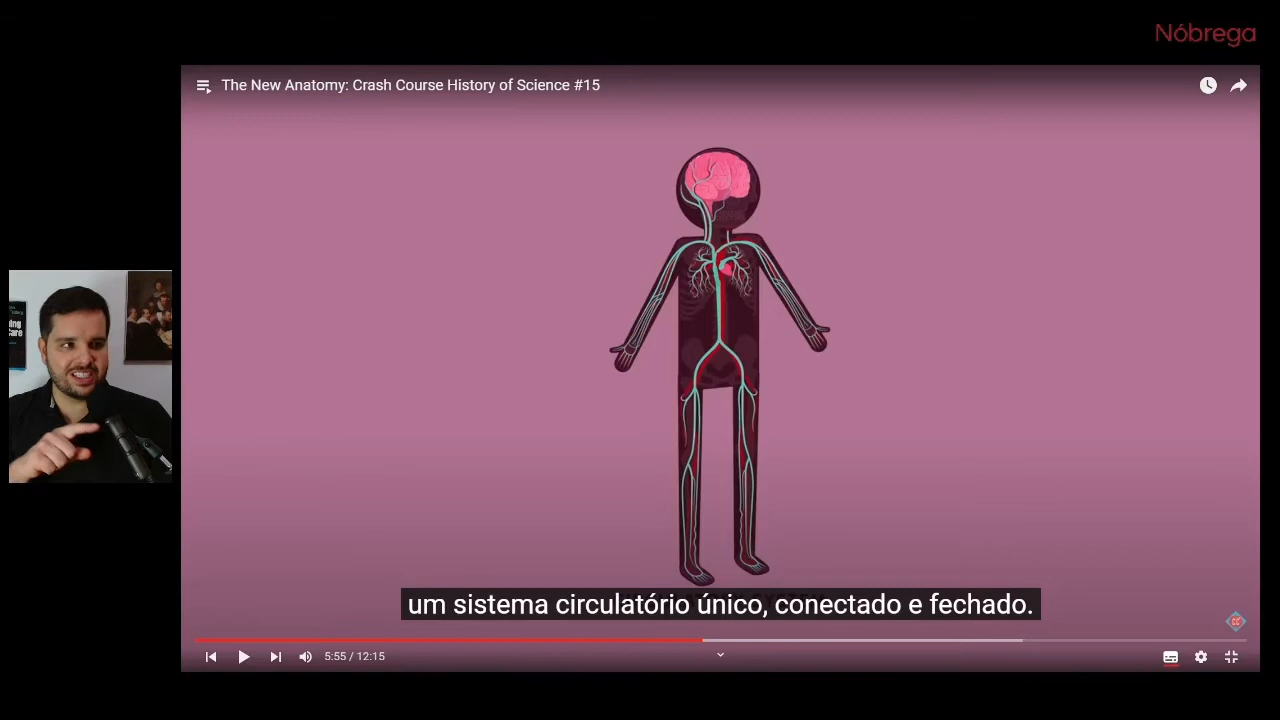 Nóbrega
The New Anatomy: Crash Course History of Science #15
um sistema circulatório único, conectado e fechado.
5:55 / 12:15
CC